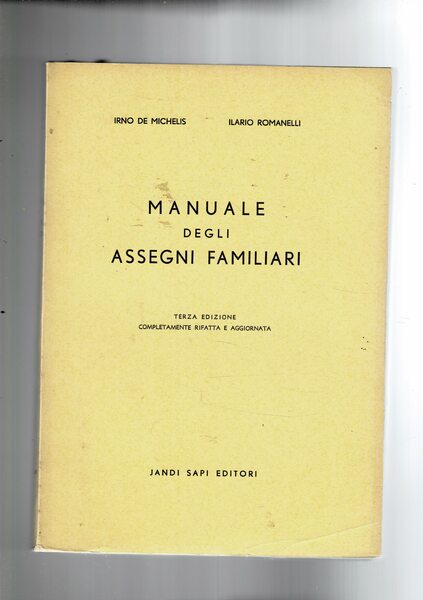 IRNO DE MICHELIS ILARIO ROMANELLI
MANUALE
DEGLI
ASSEGNI FAMILIARI
TERZA EDIZIONE
COMPLETAMENTE RIFATTA E AGGIORNATA
JANDI SAPI EDITORI